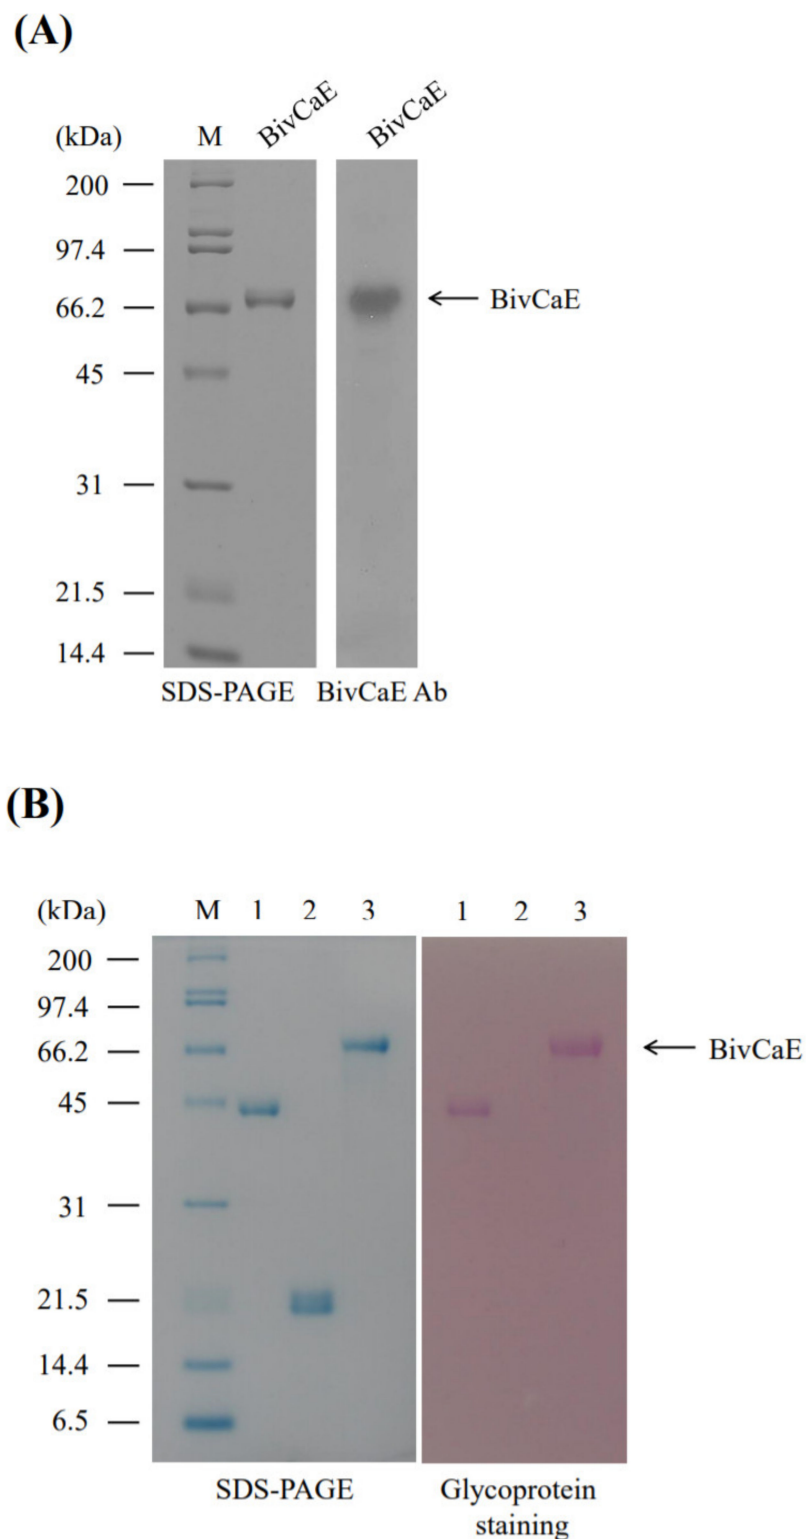 (A)
(kDa) M BivCaE BivCaE
200
97.4
66.2
BivCaE
45
31
21.5
14.4
SDS-PAGE BivCaE Ab
(B)
(kDa) M 1 2 3 1 2 3
200
97.4
66.2
BivCaE
45
31
21.5
14.4
6.5
SDS-PAGE Glycoprotein
staining